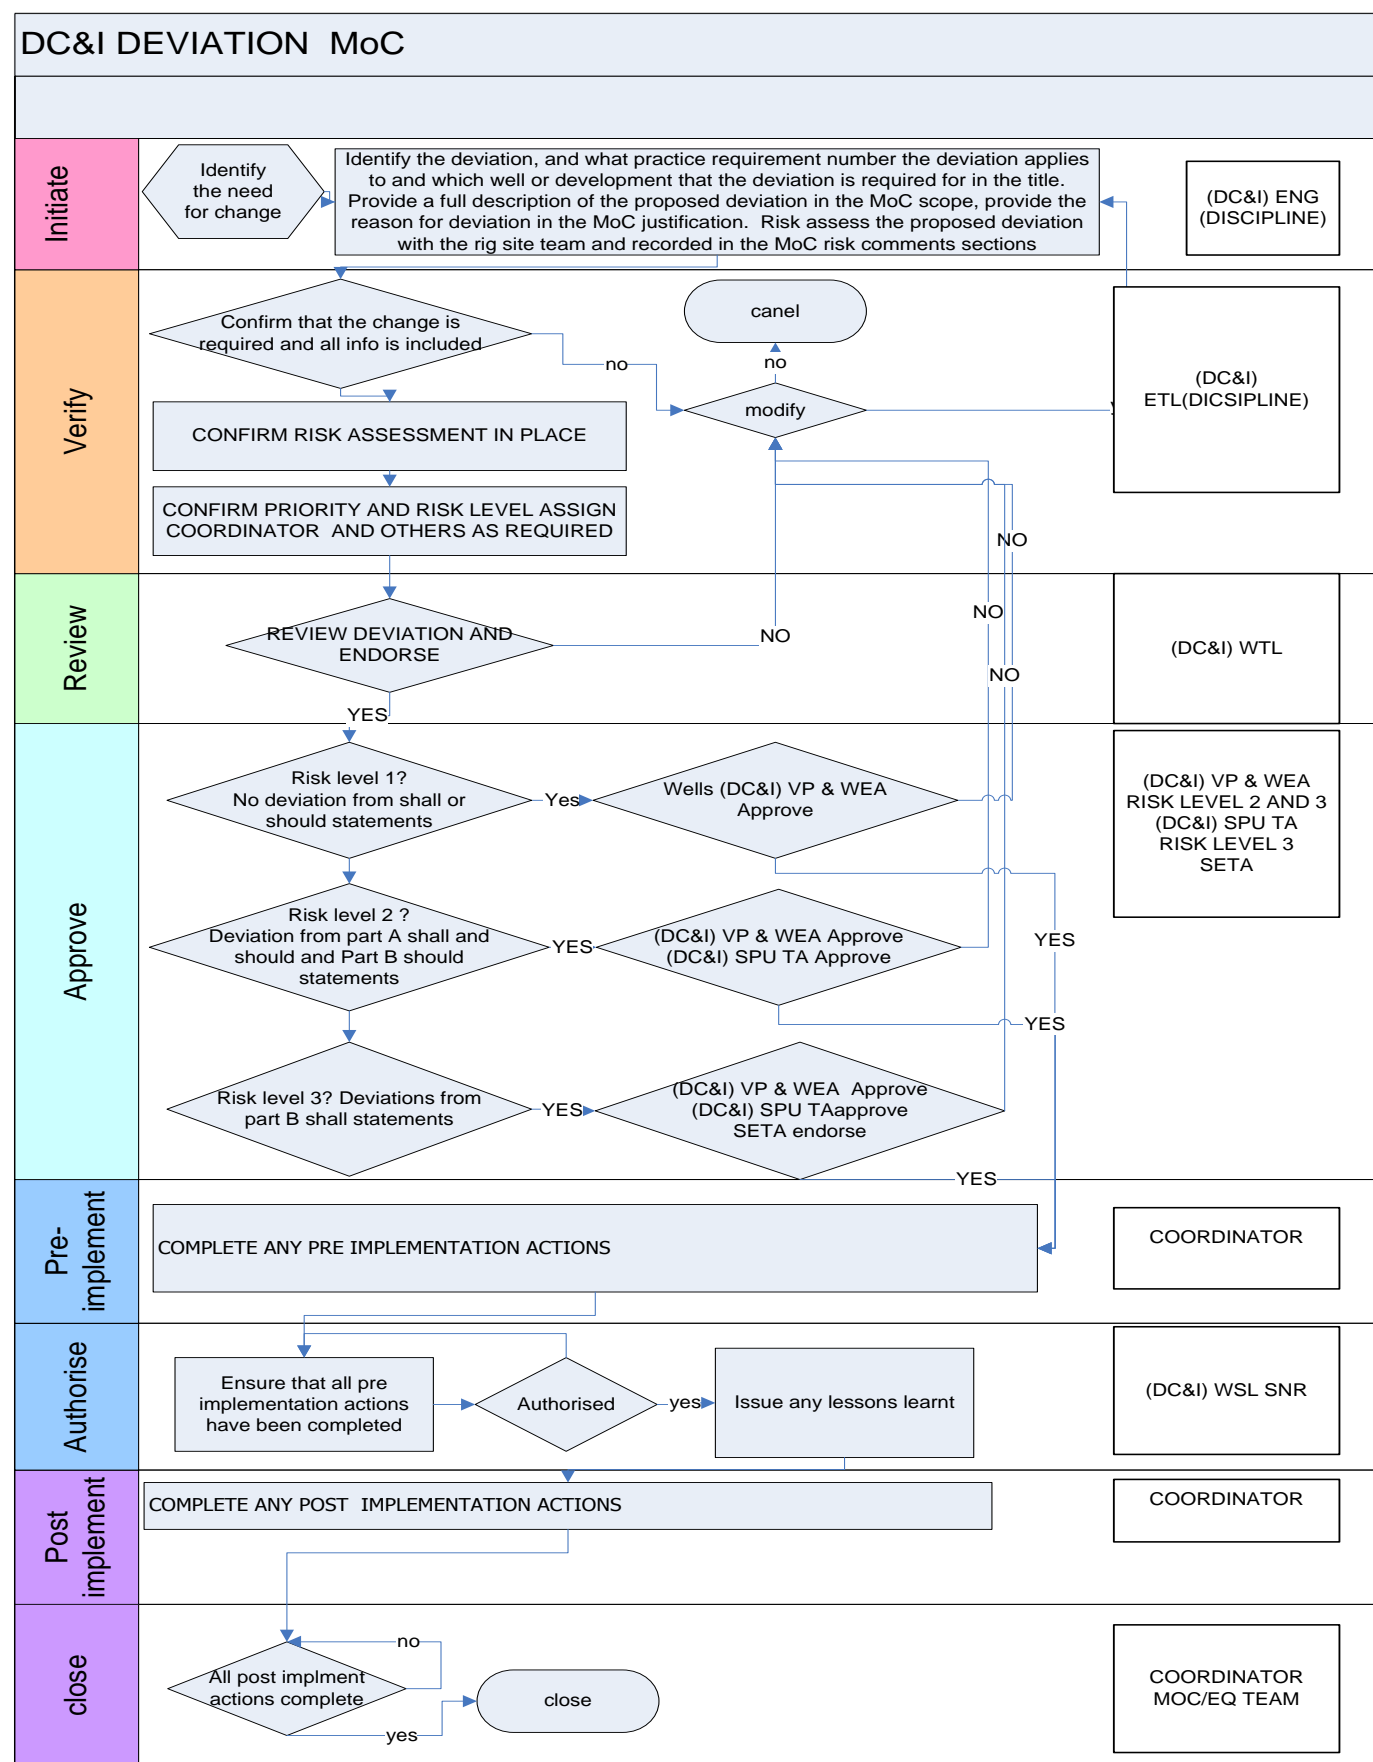 DC&I DEVIATION  MoC
Initiate
Identify
the need
for change
Identify the deviation, and what practice requirement number the deviation applies
to and which well or development that the deviation is required for in the title.
Provide a full description of the proposed deviation in the MoC scope, provide the
reason for deviation in the MoC justification.  Risk assess the proposed deviation
with the rig site team and recorded in the MoC risk comments sections
(DC&I) ENG
(DISCIPLINE)
Verify
Confirm that the change is
required and all info is included
no
canel
no
modify
(DC&I)
ETL(DICSIPLINE)
CONFIRM RISK ASSESSMENT IN PLACE
CONFIRM PRIORITY AND RISK LEVEL ASSIGN
COORDINATOR  AND OTHERS AS REQUIRED
NO
Review
REVIEW DEVIATION AND
ENDORSE
NO
NO
NO
(DC&I) WTL
YES
Approve
Risk level 1?
No deviation from shall or
should statements
Yes
Wells (DC&I) VP & WEA
Approve
(DC&I) VP & WEA
RISK LEVEL 2 AND 3
(DC&I) SPU TA
RISK LEVEL 3
SETA
Risk level 2 ?
Deviation from part A shall and
should and Part B should
statements
YES
(DC&I) VP & WEA Approve
(DC&I) SPU TA Approve
YES
YES
Risk level 3? Deviations from
part B shall statements
YES
(DC&I) VP & WEA  Approve
(DC&I) SPU TAapprove
SETA endorse
YES
Pre-
implement
COMPLETE ANY PRE IMPLEMENTATION ACTIONS
COORDINATOR
Authorise
Ensure that all pre
implementation actions
have been completed
Authorised
yes
Issue any lessons learnt
(DC&I) WSL SNR
Post
implement
COMPLETE ANY POST  IMPLEMENTATION ACTIONS
COORDINATOR
close
no
All post implment
actions complete
yes
close
COORDINATOR
MOC/EQ TEAM